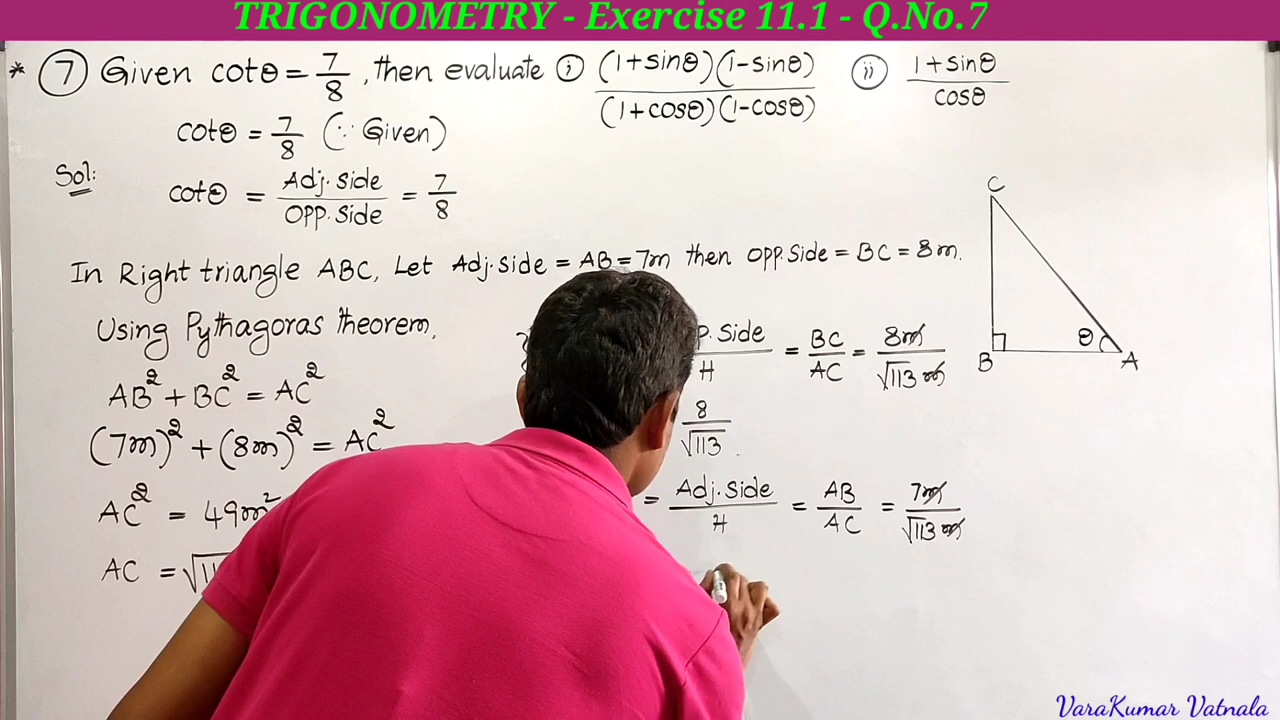 TRIGONOMETRY - Exercise 11.1 - Q.No.7
* 7 Given cotθ = 7/8, then evaluate i) (1+sinθ)(1-sinθ)/(1+cosθ)(1-cosθ) ii) 1+sinθ/cosθ
cotθ = 7/8 (∵ Given)
Sol:
cotθ = Adj.side/opp.side = 7/8
In Right triangle ABC, Let Adj.side = AB = 7m then opp.side = BC = 8m.
Using Pythagoras theorem,
AB² + BC² = AC²
(7m)² + (8m)² = AC²
AC² = 49m²
AC =
side/H = BC/AC = 8m/√113 m
8/√113.
= Adj.side/H = AB/AC = 7m/√113 m
C
B
θ
A
VaraKumar Vatnala